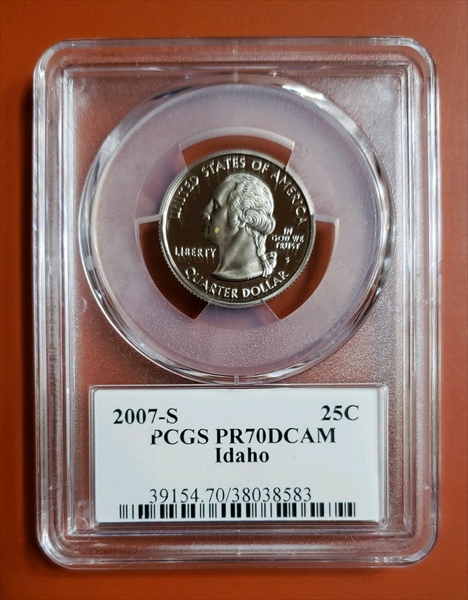 UNITED STATES OF AMERICA
LIBERTY
IN
GOD WE
TRUST
S
QUARTER DOLLAR
2007-S 25C
PCGS PR70DCAM
Idaho
39154.70/38038583